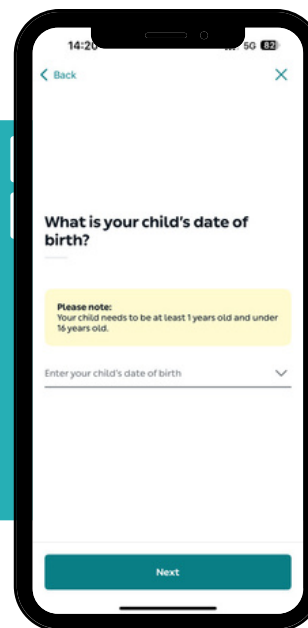 14:20 5G 82
Back
What is your child's date of
birth?
Please note:
Your child needs to be at least 1 years old and under
16 years old.
Enter your child's date of birth
Next